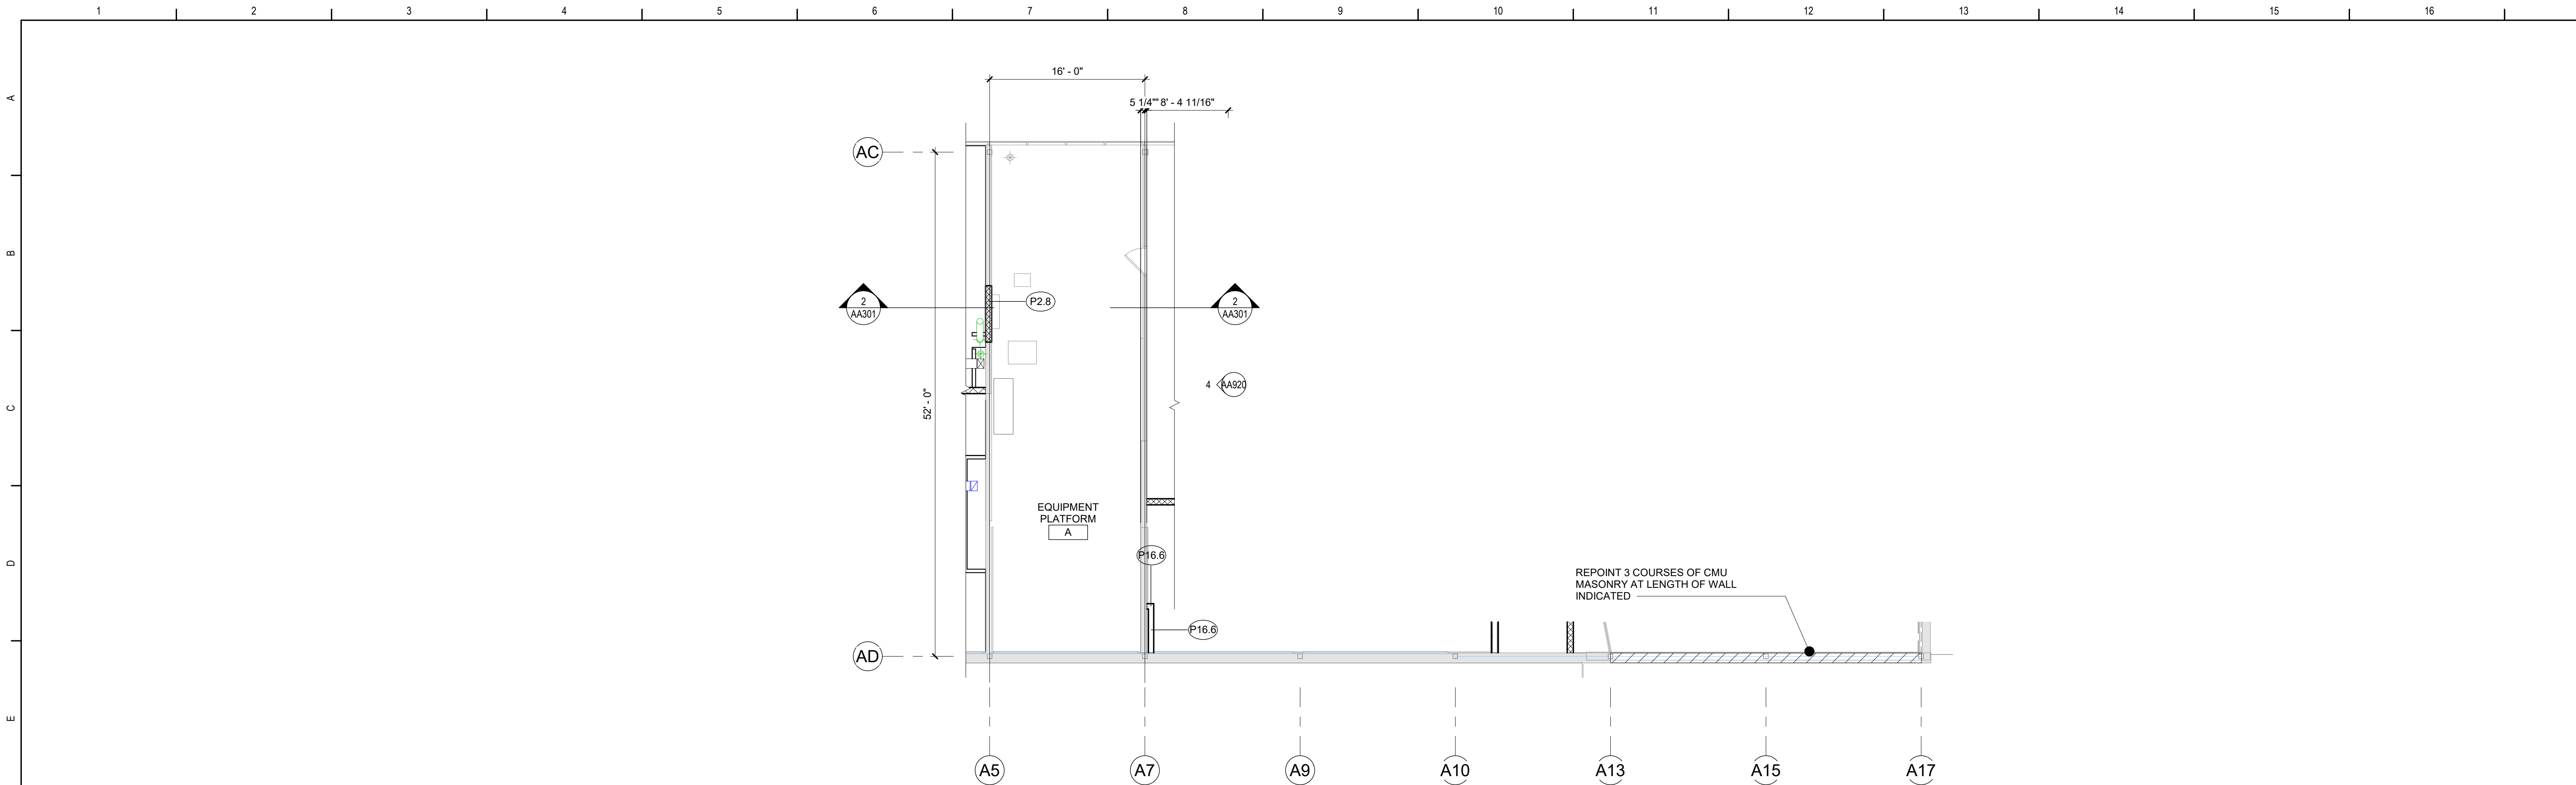 1 2 3 4 5 6 7 8 9 10 11 12 13 14 15 16
A
B
C
D
E
16' - 0"
5 1/4"" 8' - 4 11/16"
AC
52' - 0"
2
AA301
P2.8
2
AA301
4 AA920
EQUIPMENT
PLATFORM
A
P16.6
P16.6
REPOINT 3 COURSES OF CMU
MASONRY AT LENGTH OF WALL
INDICATED
AD
A5 A7 A9 A10 A13 A15 A17